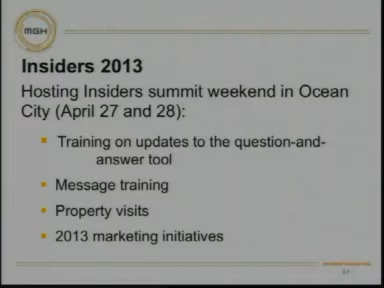 MGH
Insiders 2013
Hosting Insiders summit weekend in Ocean
City (April 27 and 28):
Training on updates to the question-and-
answer tool
Message training
Property visits
2013 marketing initiatives